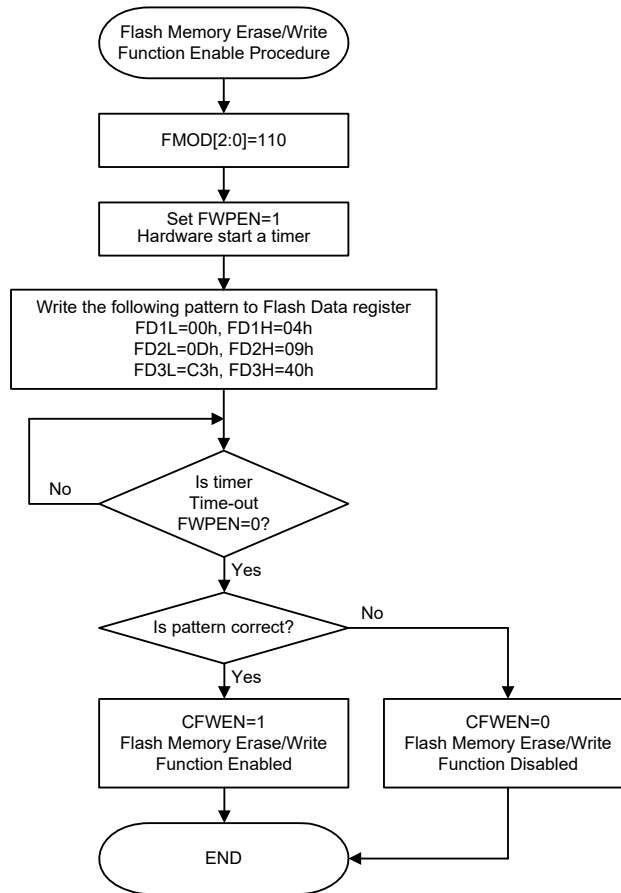 Flash Memory Erase/Write
Function Enable Procedure
FMOD[2:0]=110
Set FWPEN=1
Hardware start a timer
Write the following pattern to Flash Data register
FD1L=00h, FD1H=04h
FD2L=0Dh, FD2H=09h
FD3L=C3h, FD3H=40h
Is timer
Time-out
FWPEN=0?
No
Yes
Is pattern correct?
No
Yes
CFWEN=1
Flash Memory Erase/Write
Function Enabled
CFWEN=0
Flash Memory Erase/Write
Function Disabled
END